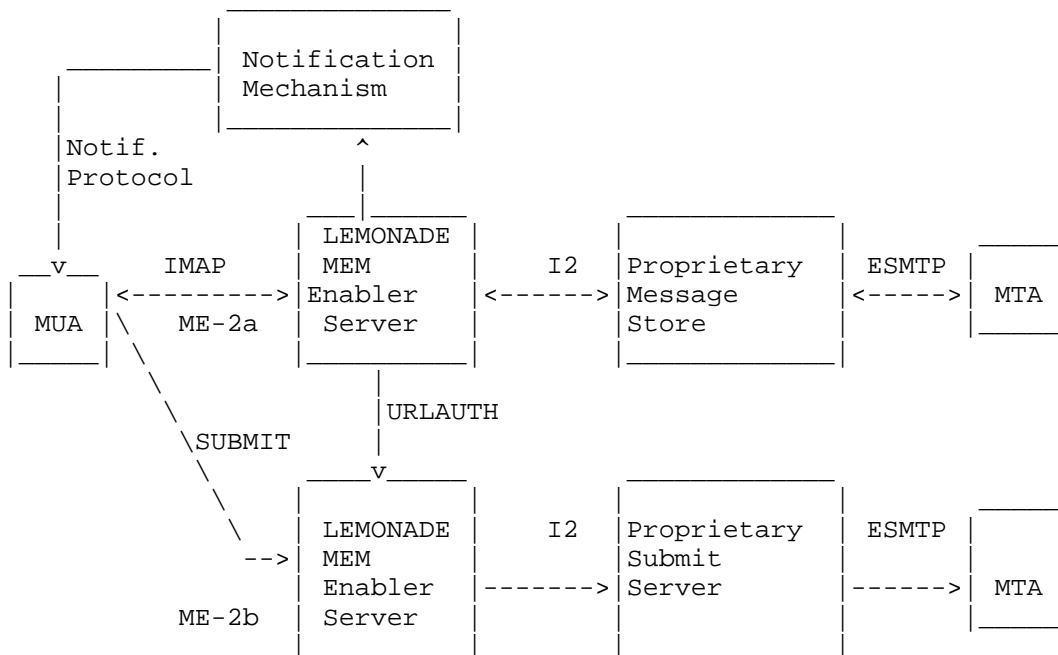 Notification
Mechanism
Notif.
Protocol
LEMONADE
IMAP MEM I2 Proprietary ESMTP
Enabler Message
MUA ME-2a Server Store MTA
URLAUTH
SUBMIT
LEMONADE I2 Proprietary ESMTP
MEM Submit
Enabler Server MTA
ME-2b Server